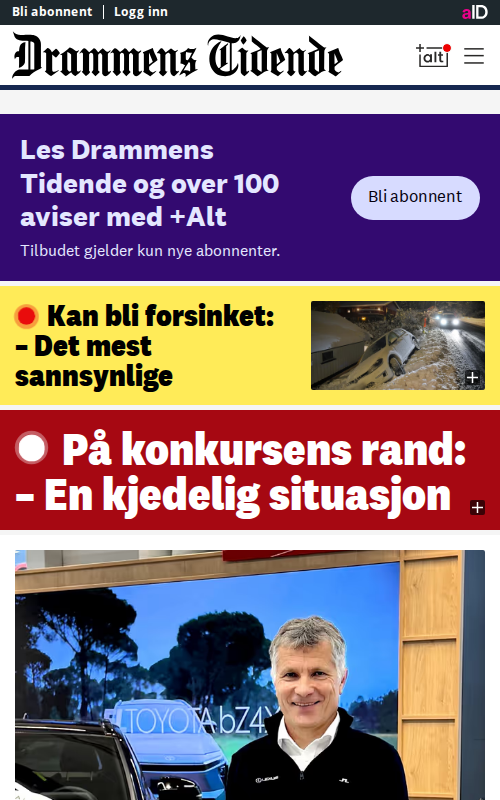 Bli abonnent
Logg inn
aID
Drammens Tidende
+alt
Les Drammens
Tidende og over 100
aviser med +Alt
Bli abonnent
Tilbudet gjelder kun nye abonnenter.
Kan bli forsinket:
– Det mest
sannsynlige
På konkursens rand:
– En kjedelig situasjon
TOYOTA bZ4X
LEXUS